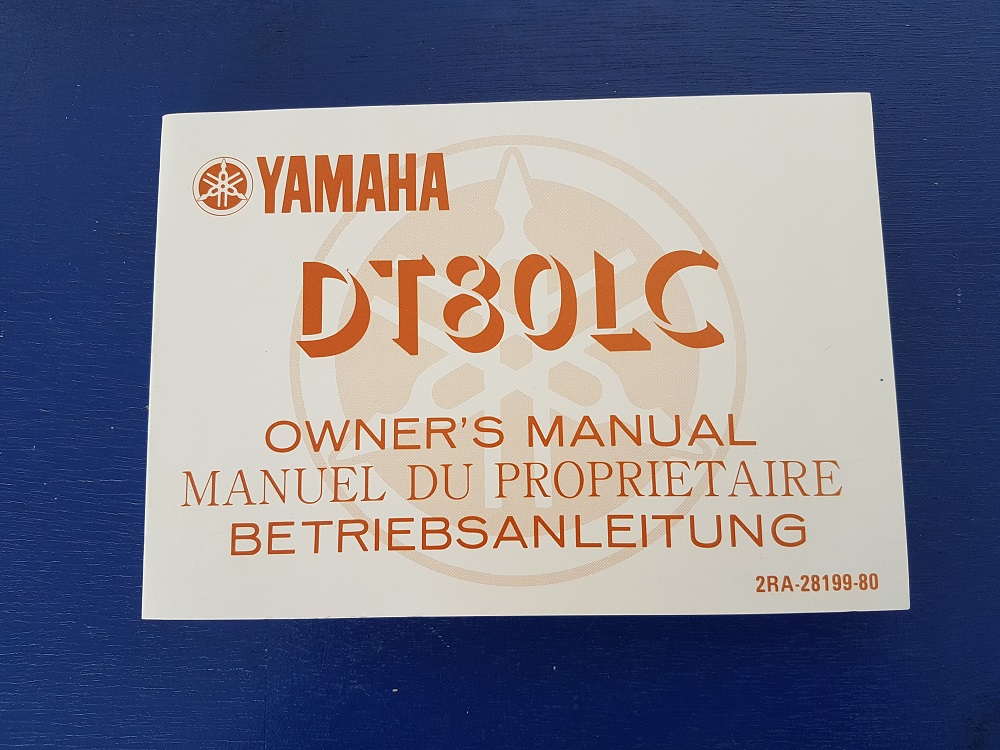 YAMAHA
DT80LC
OWNER'S MANUAL
MANUEL DU PROPRIETAIRE
BETRIEBSANLEITUNG
2RA-28199-80